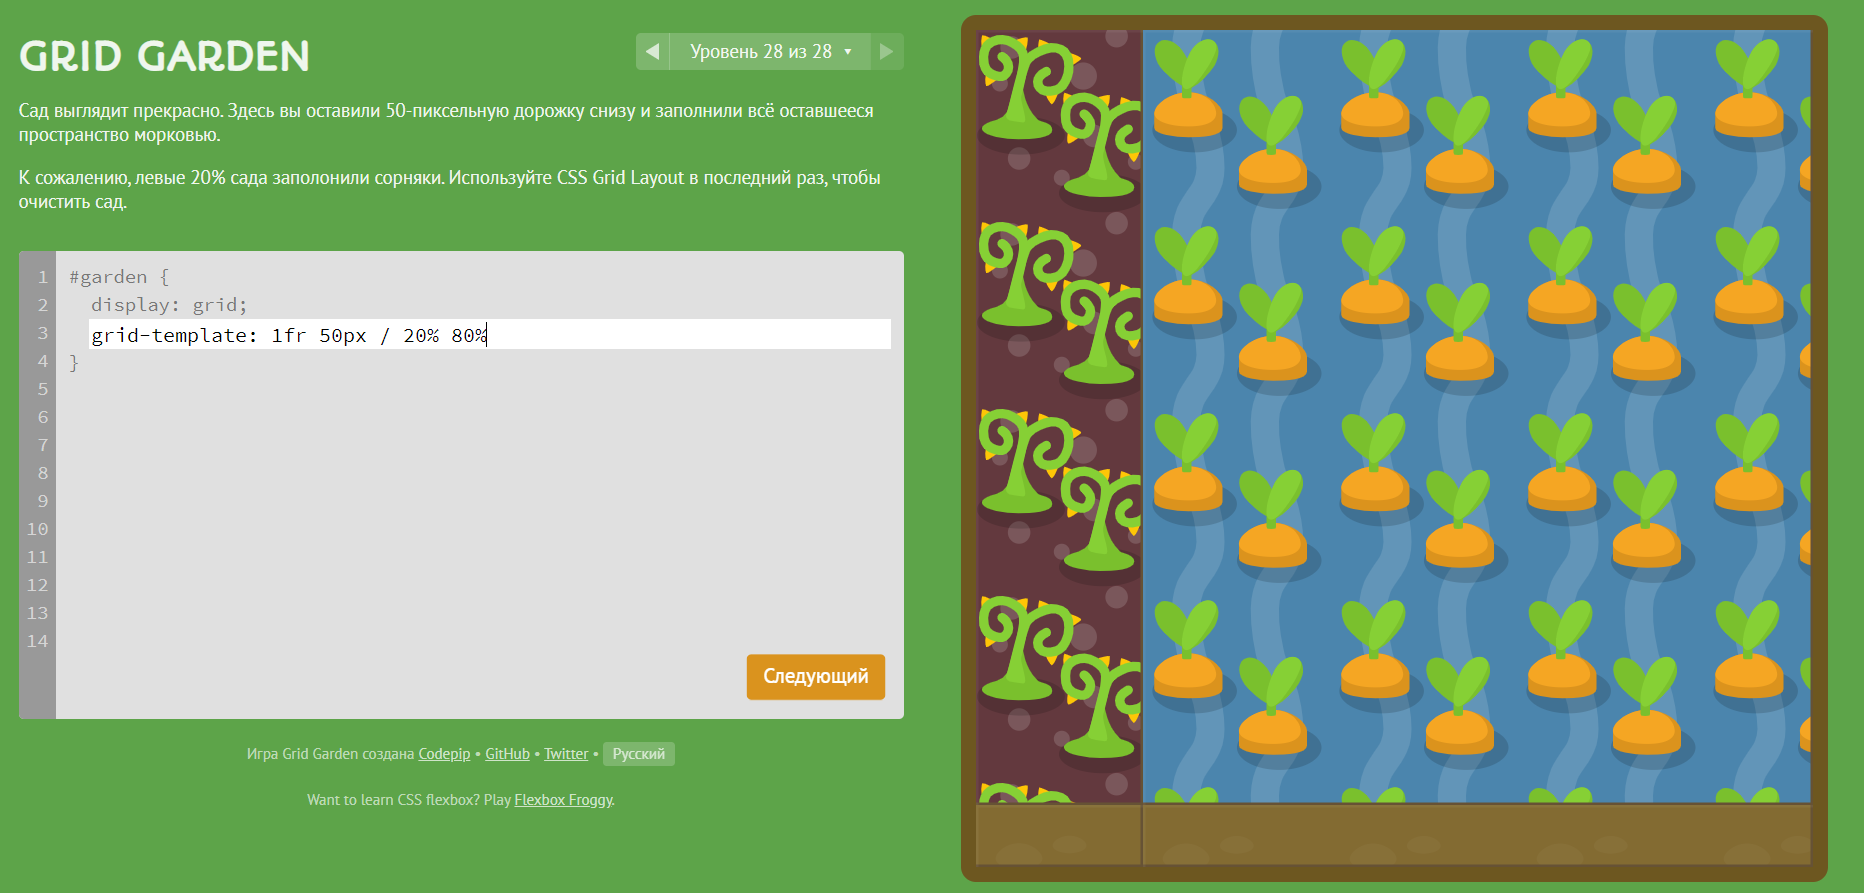 GRID GARDEN
Уровень 28 из 28
Сад выглядит прекрасно. Здесь вы оставили 50-пиксельную дорожку снизу и заполнили всё оставшееся
пространство морковью.
К сожалению, левые 20% сада заполонили сорняки. Используйте CSS Grid Layout в последний раз, чтобы
очистить сад.
1 #garden {
2 display: grid;
3 grid-template: 1fr 50px / 20% 80%
4 }
5
6
7
8
9
10
11
12
13
14
Следующий
Игра Grid Garden создана Codepip • GitHub • Twitter • Русский
Want to learn CSS flexbox? Play Flexbox Froggy.